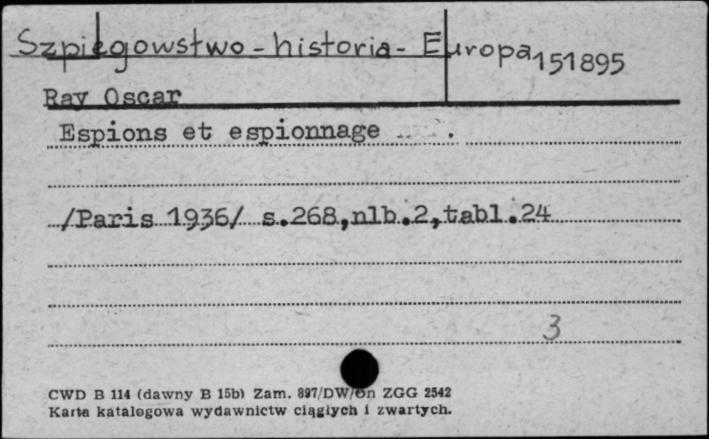 Szpiegowstwo - historia - Europa 151895
Ray Oscar
Espions et espionnage .
/Paris 1936/ s.268,nlb.2,tabl.24
3
CWD B 114 (dawny B 15b) Zam. 897/DW/Gn ZGG 2542
Karta katalogowa wydawnictw ciągłych i zwartych.